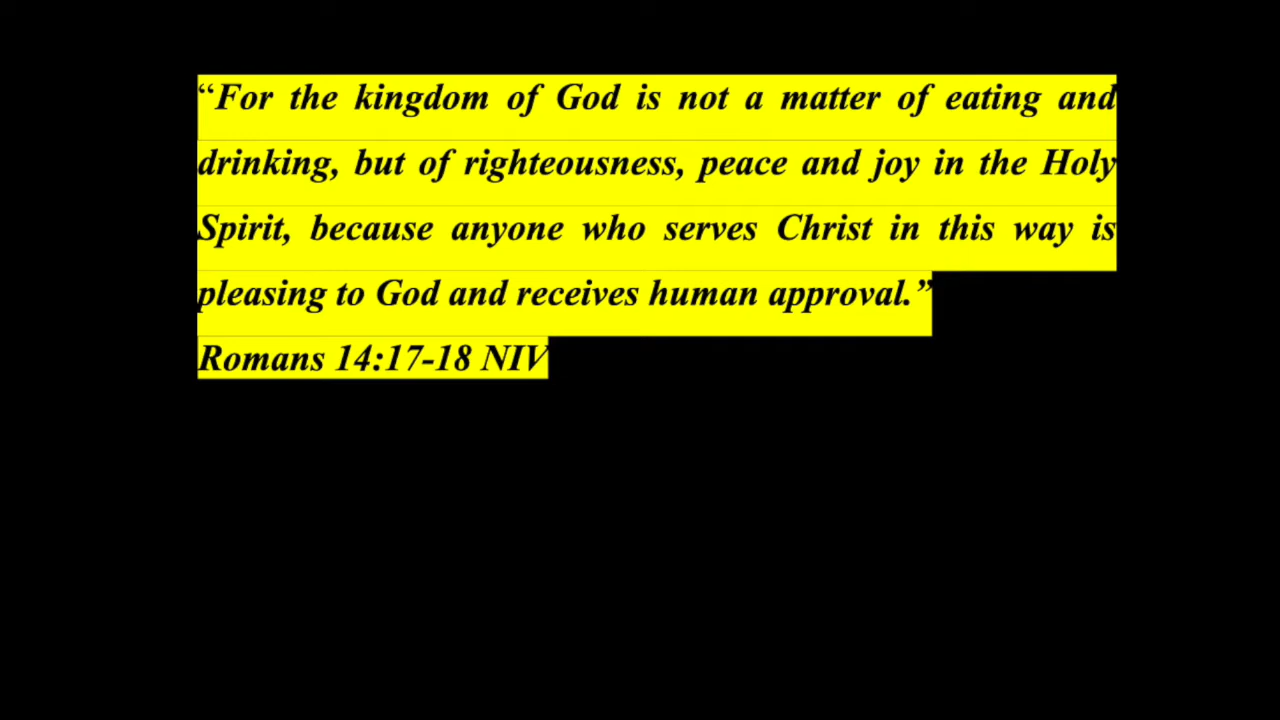 “For the kingdom of God is not a matter of eating and
drinking, but of righteousness, peace and joy in the Holy
Spirit, because anyone who serves Christ in this way is
pleasing to God and receives human approval.”
Romans 14:17-18 NIV